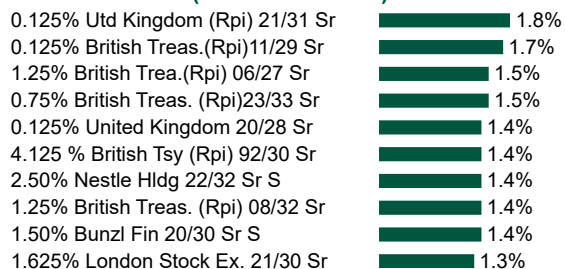 0.125% Utd Kingdom (Rpi) 21/31 Sr 1.8%
0.125% British Treas.(Rpi)11/29 Sr 1.7%
1.25% British Trea.(Rpi) 06/27 Sr 1.5%
0.75% British Treas. (Rpi)23/33 Sr 1.5%
0.125% United Kingdom 20/28 Sr 1.4%
4.125 % British Tsy (Rpi) 92/30 Sr 1.4%
2.50% Nestle Hldg 22/32 Sr S 1.4%
1.25% British Treas. (Rpi) 08/32 Sr 1.4%
1.50% Bunzl Fin 20/30 Sr S 1.4%
1.625% London Stock Ex. 21/30 Sr 1.3%